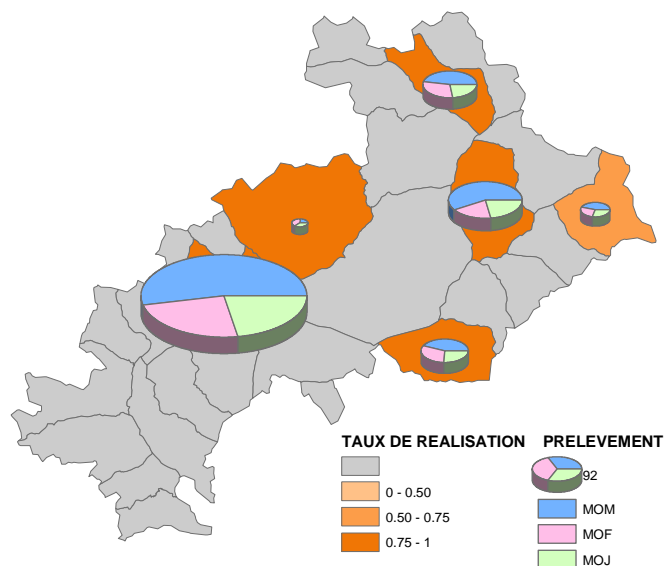 TAUX DE REALISATION
0 - 0.50
0.50 - 0.75
0.75 - 1
PRELEVEMENT
92
MOM
MOF
MOJ